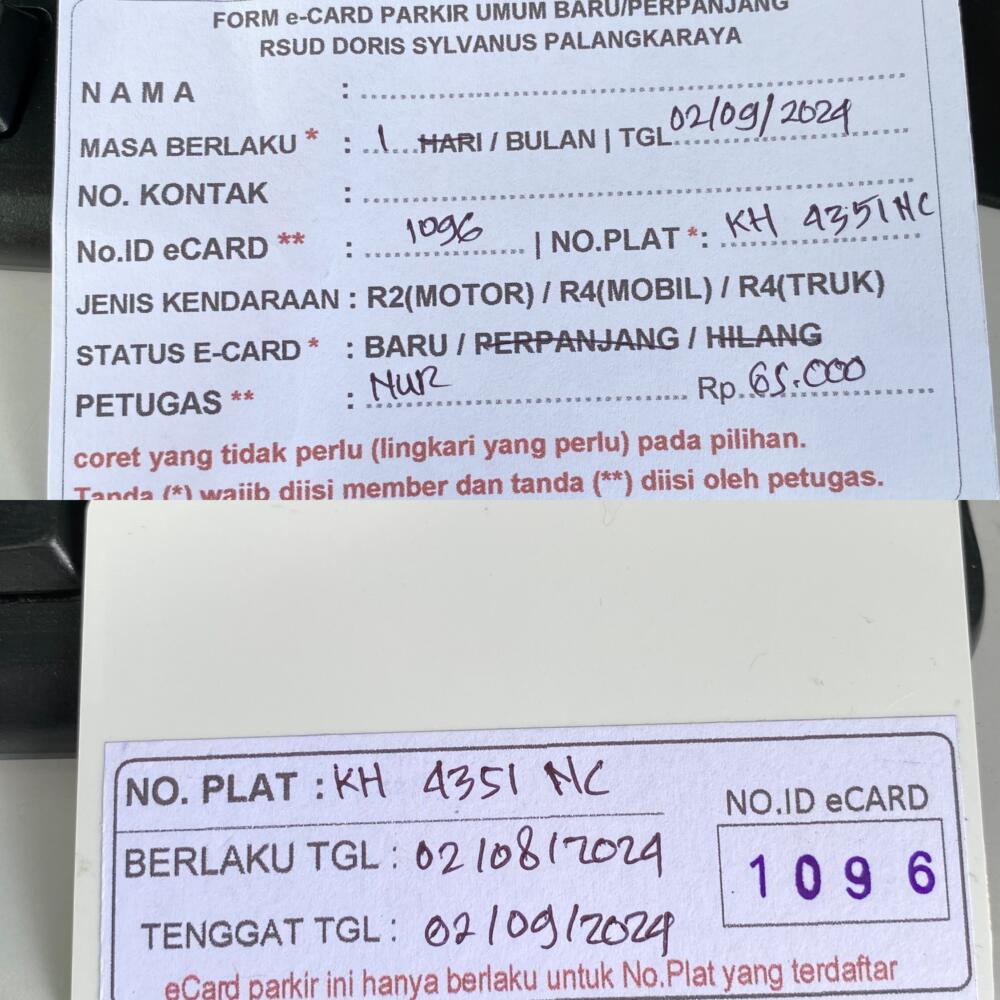 FORM e-CARD PARKIR UMUM BARU/PERPANJANG
RSUD DORIS SYLVANUS PALANGKARAYA
N A M A :
MASA BERLAKU * : 1 HARI / BULAN | TGL 02/09/2024
NO. KONTAK :
No.ID eCARD ** : 1096 | NO.PLAT *: KH 4351 NC
JENIS KENDARAAN : R2(MOTOR) / R4(MOBIL) / R4(TRUK)
STATUS E-CARD * : BARU / PERPANJANG / HILANG
PETUGAS ** : NUR Rp. 65.000
coret yang tidak perlu (lingkari yang perlu) pada pilihan.
Tanda (*) wajib diisi member dan tanda (**) diisi oleh petugas.
NO. PLAT : KH 4351 NC
NO.ID eCARD
1096
BERLAKU TGL : 02/08/2024
TENGGAT TGL : 02/09/2024
eCard parkir ini hanya berlaku untuk No.Plat yang terdaftar